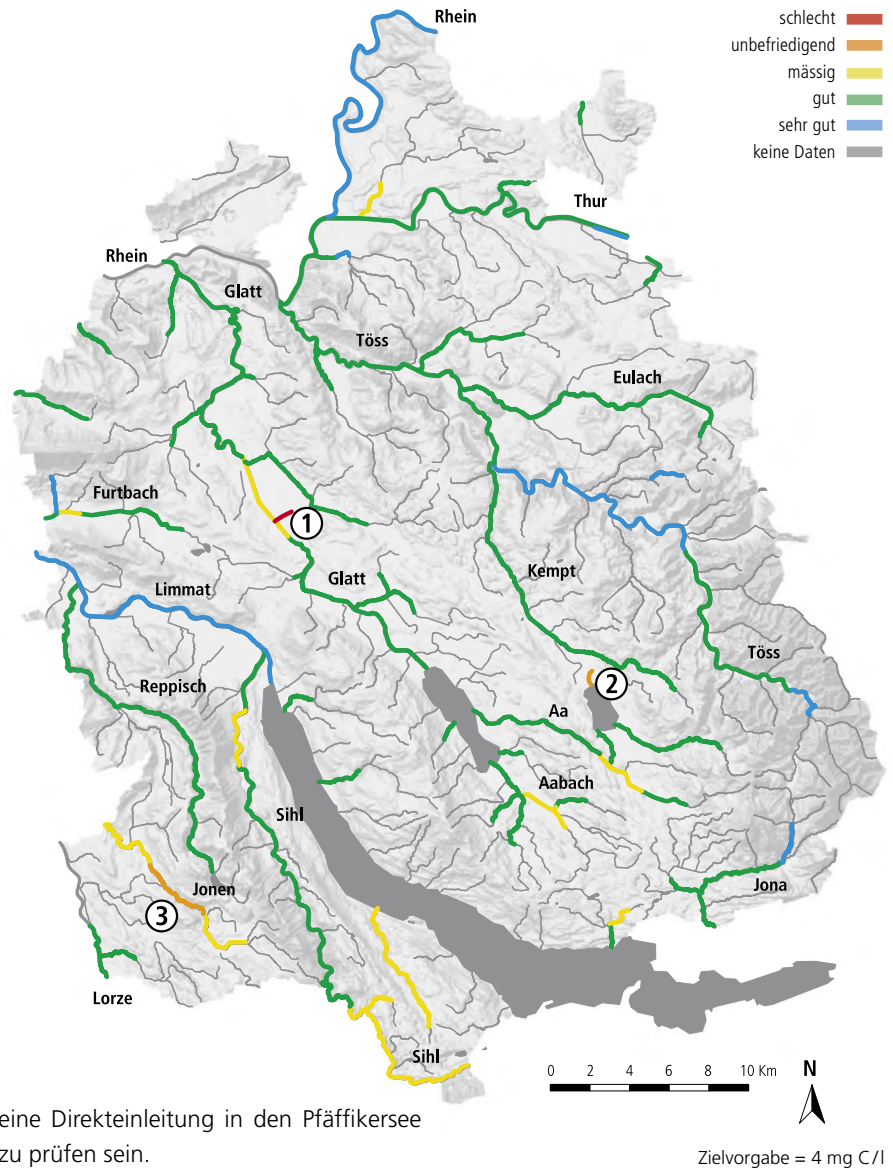 Rhein
schlecht
unbefriedigend
mässig
gut
sehr gut
keine Daten
Thur
Rhein
Glatt
Töss
Eulach
Furtbach
1
Kempt
Glatt
Limmat
Töss
Reppisch
2
Aa
Aabach
Sihl
Jonen
Jona
3
Lorze
Sihl
0 2 4 6 8 10 Km
N
eine Direkteinleitung in den Pfäffikersee
zu prüfen sein.
Zielvorgabe = 4 mg C/l